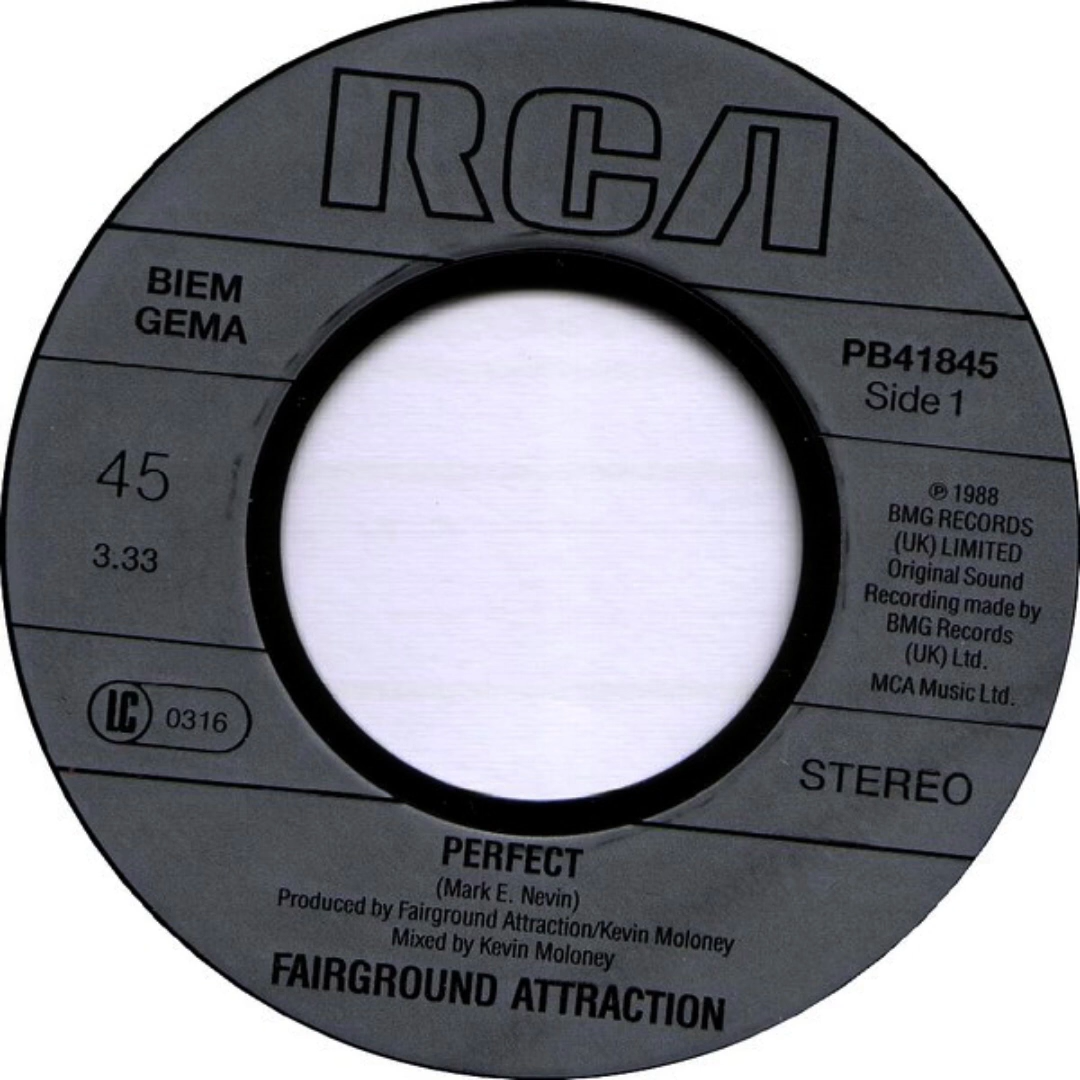 RCA
BIEM
GEMA
PB41845
Side 1
45
3.33
℗ 1988
BMG RECORDS
(UK) LIMITED
Original Sound
Recording made by
BMG Records
(UK) Ltd.
MCA Music Ltd.
LC 0316
STEREO
PERFECT
(Mark E. Nevin)
Produced by Fairground Attraction/Kevin Moloney
Mixed by Kevin Moloney
FAIRGROUND ATTRACTION